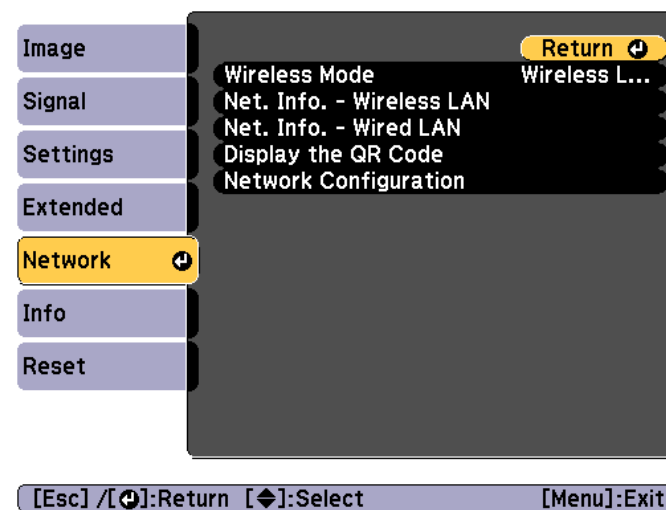 Image
Signal
Settings
Extended
Network
Info
Reset
Return
Wireless Mode Wireless L...
Net. Info. - Wireless LAN
Net. Info. - Wired LAN
Display the QR Code
Network Configuration
[Esc] /[ ]:Return [ ]:Select [Menu]:Exit